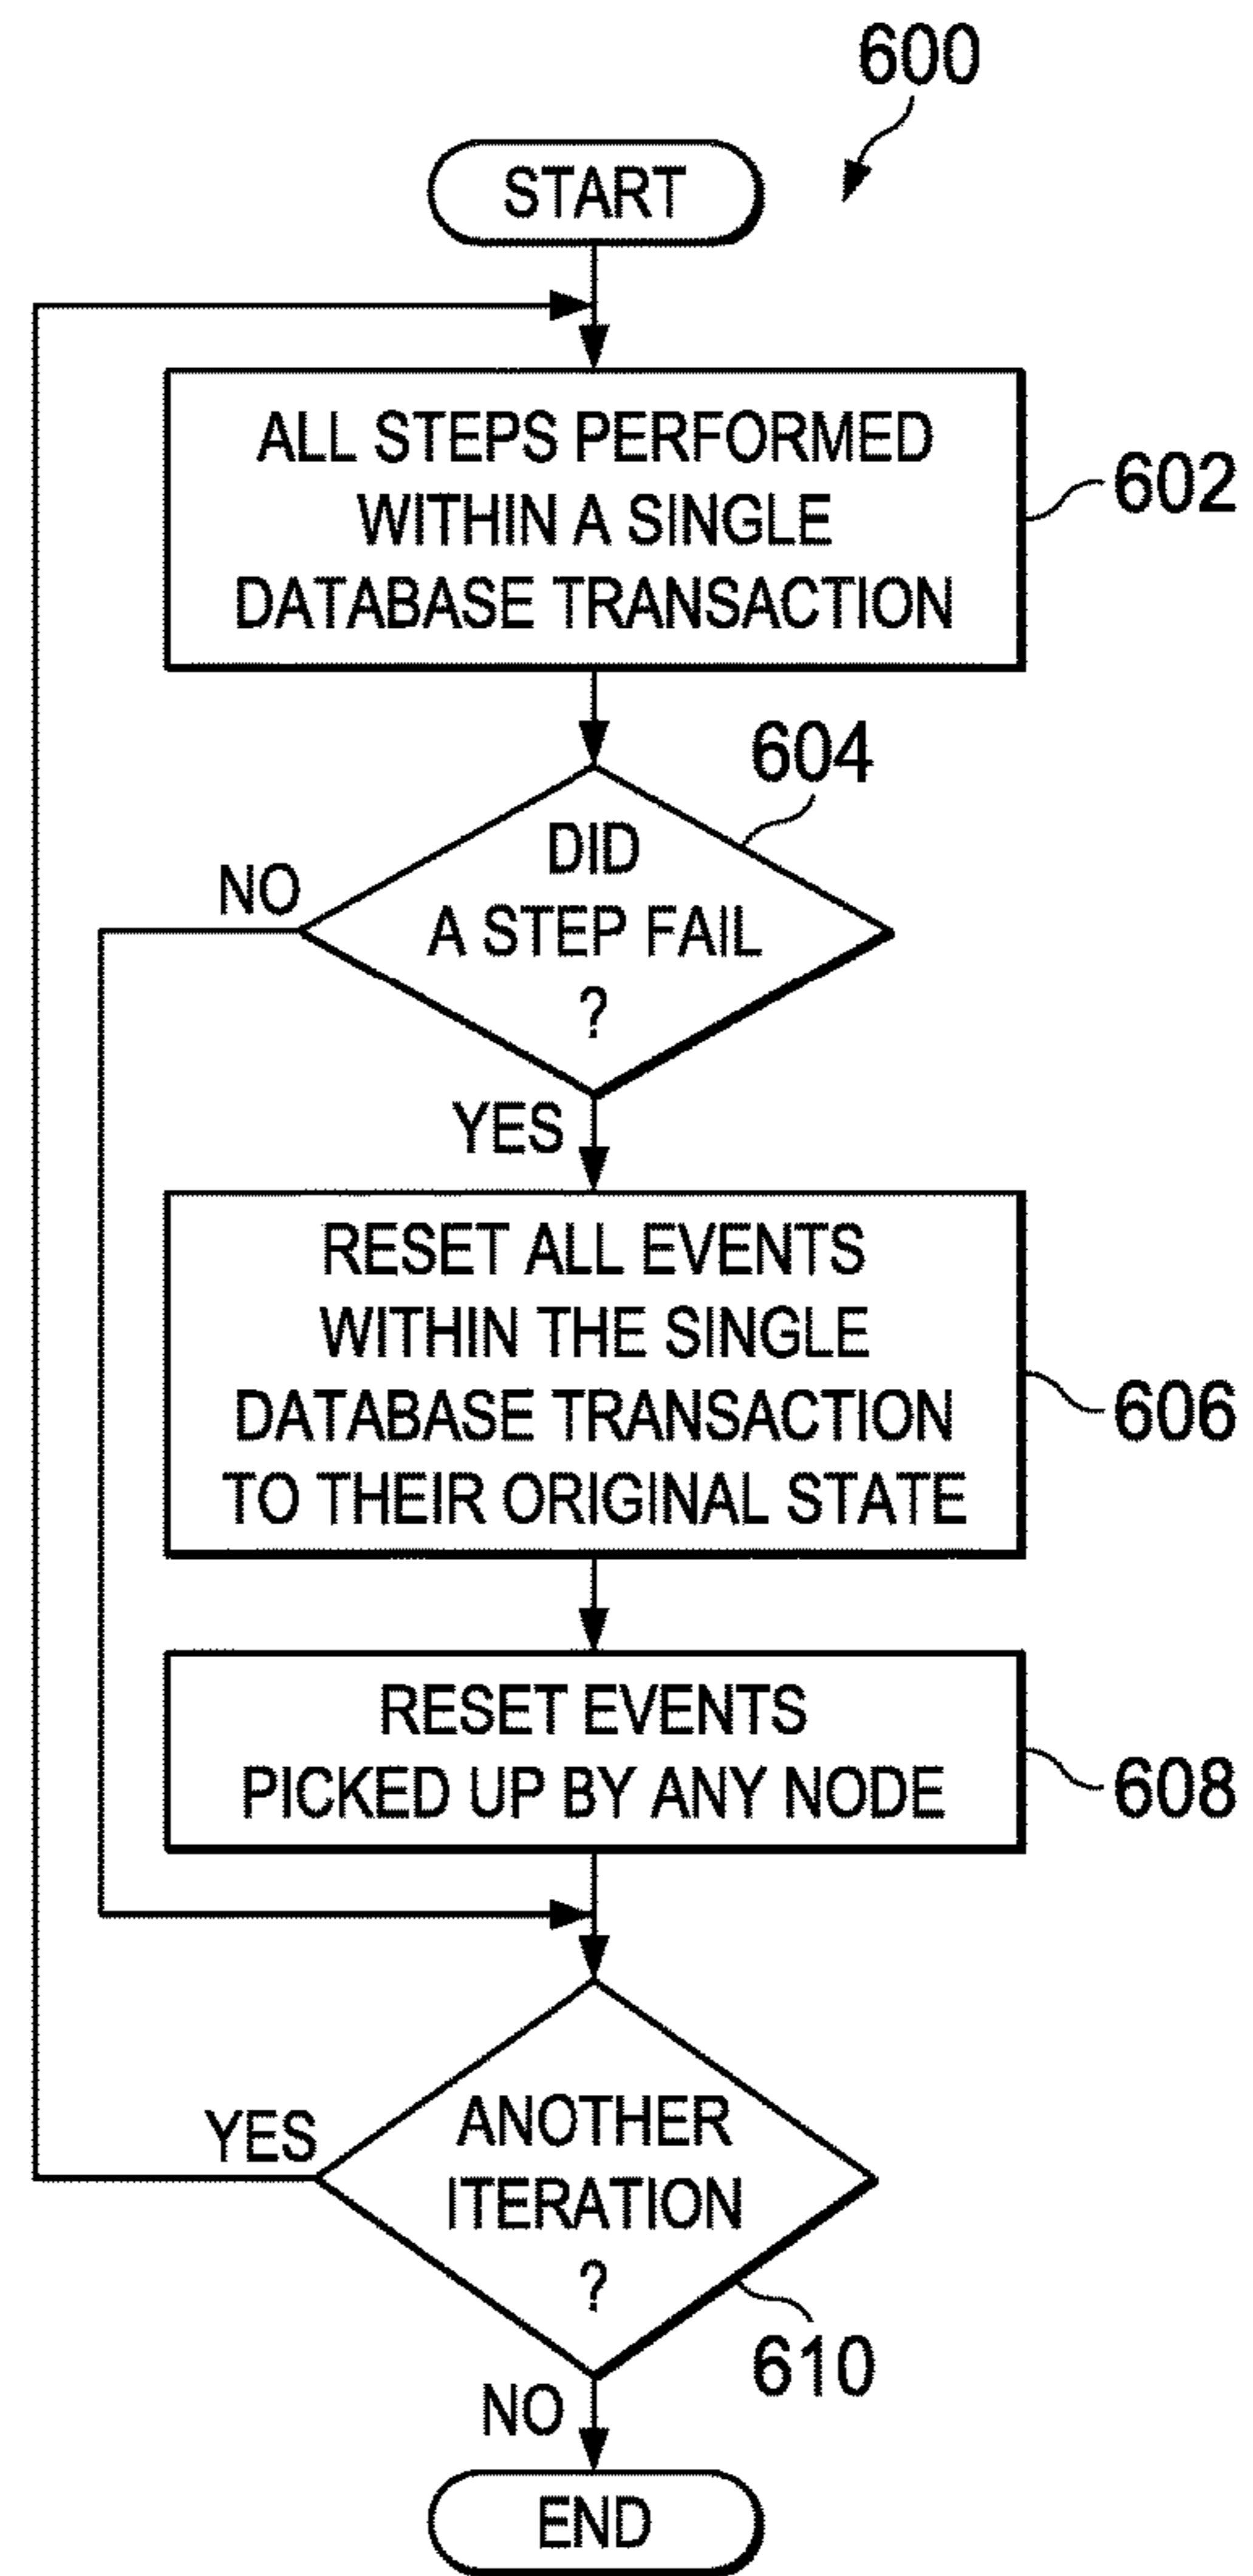 600
START
ALL STEPS PERFORMED
WITHIN A SINGLE
DATABASE TRANSACTION
602
604
DID
A STEP FAIL
?
NO
YES
RESET ALL EVENTS
WITHIN THE SINGLE
DATABASE TRANSACTION
TO THEIR ORIGINAL STATE
606
RESET EVENTS
PICKED UP BY ANY NODE
608
ANOTHER
ITERATION
?
YES
610
NO
END